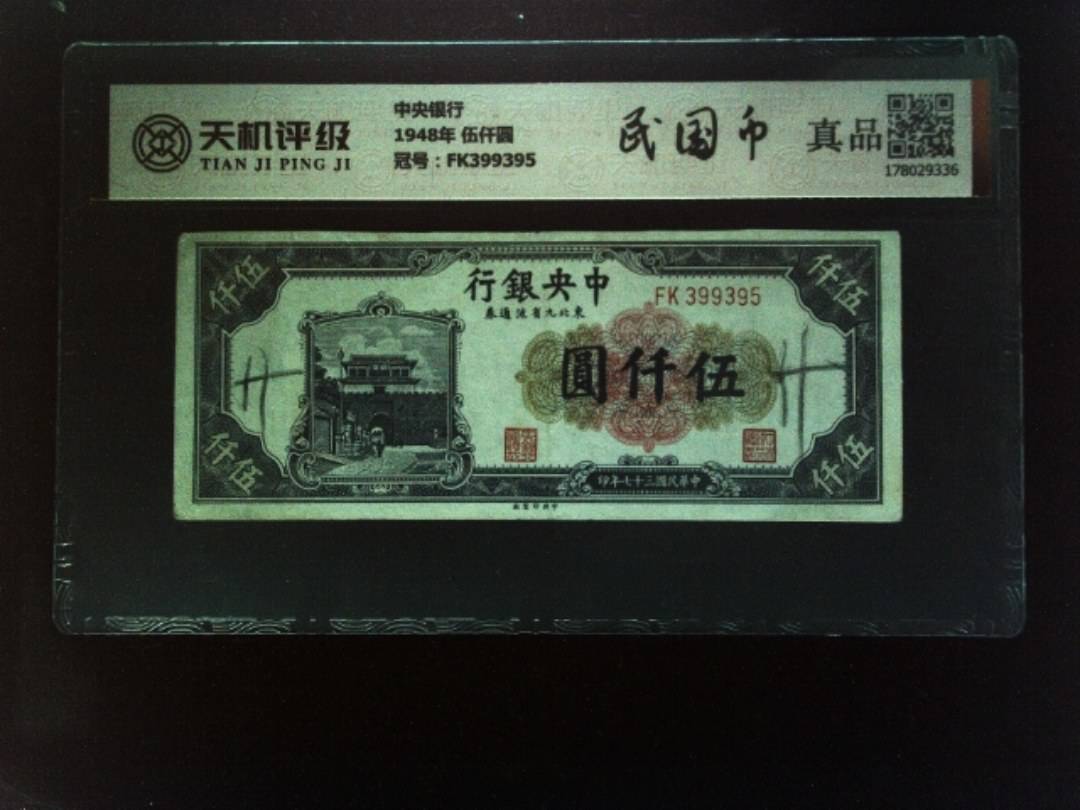 天机评级
TIAN JI PING JI
中央银行
1948年 伍仟圓
冠号：FK399395
民国币
真品
178029336
仟伍
行銀央中
券通流省九北東
FK 399395
仟伍
圓仟伍
仟伍
印年七十三國民華中
仟伍